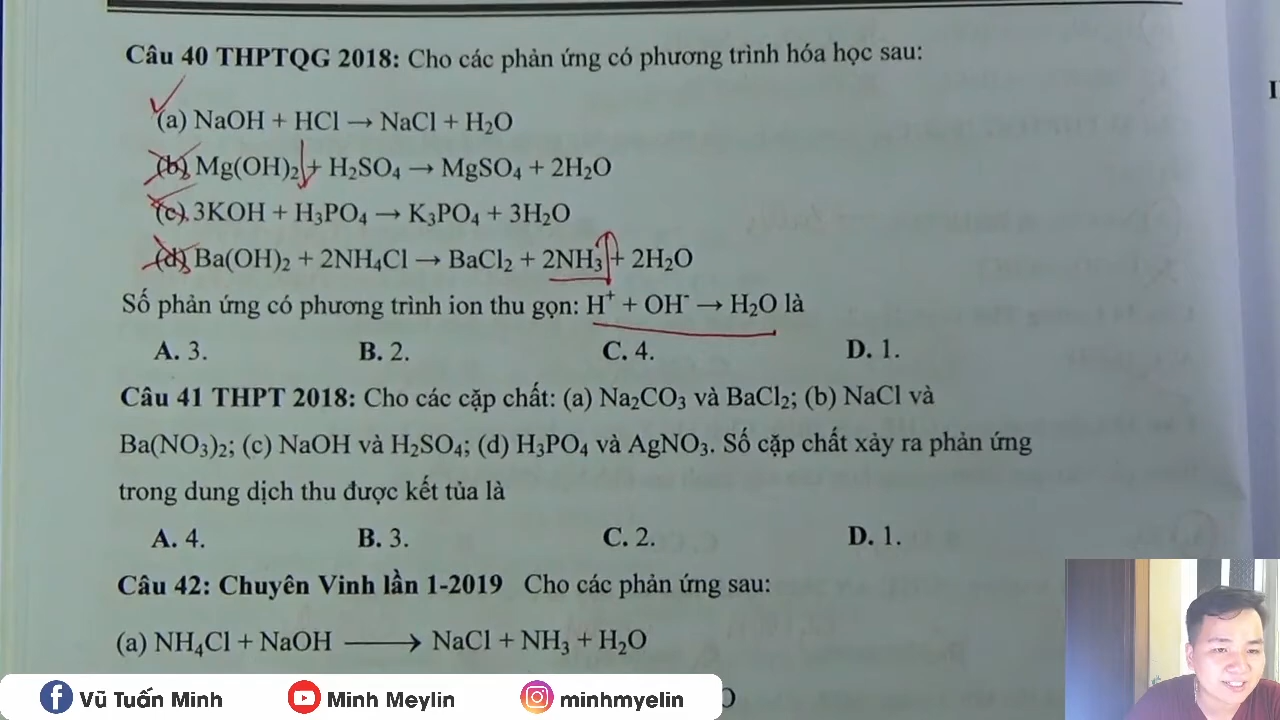 Câu 40 THPTQG 2018: Cho các phản ứng có phương trình hóa học sau:
(a) NaOH + HCl → NaCl + H₂O
(b) Mg(OH)₂ + H₂SO₄ → MgSO₄ + 2H₂O
(c) 3KOH + H₃PO₄ → K₃PO₄ + 3H₂O
(d) Ba(OH)₂ + 2NH₄Cl → BaCl₂ + 2NH₃ + 2H₂O
Số phản ứng có phương trình ion thu gọn: H⁺ + OH⁻ → H₂O là
A. 3. B. 2. C. 4. D. 1.
Câu 41 THPT 2018: Cho các cặp chất: (a) Na₂CO₃ và BaCl₂; (b) NaCl và
Ba(NO₃)₂; (c) NaOH và H₂SO₄; (d) H₃PO₄ và AgNO₃. Số cặp chất xảy ra phản ứng
trong dung dịch thu được kết tủa là
A. 4. B. 3. C. 2. D. 1.
Câu 42: Chuyên Vinh lần 1-2019 Cho các phản ứng sau:
(a) NH₄Cl + NaOH ⟶ NaCl + NH₃ + H₂O
Vũ Tuấn Minh Minh Meylin minhmyelin